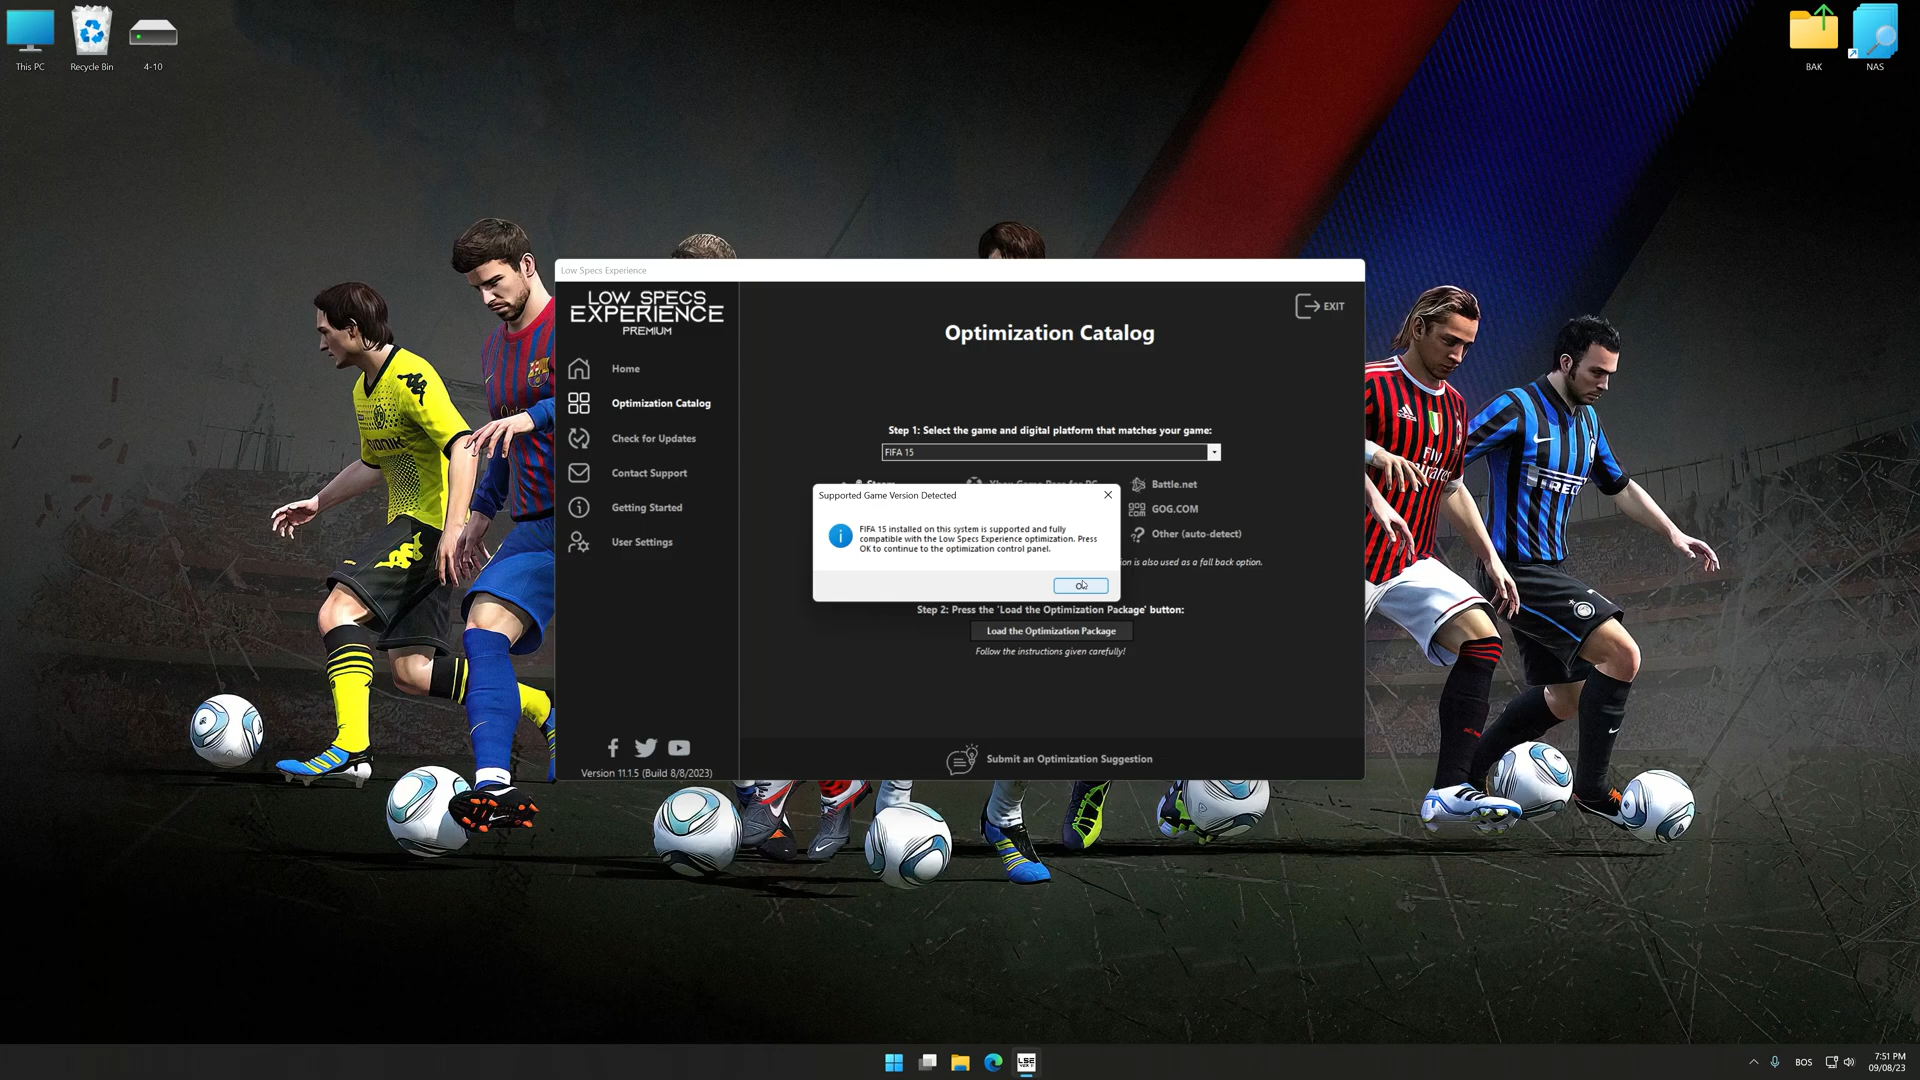 This PC
Recycle Bin
4-10
BAK
NAS
Low Specs Experience
LOW SPECS
EXPERIENCE
PREMIUM
Home
Optimization Catalog
Check for Updates
Contact Support
Getting Started
User Settings
Version 11.1.5 (Build 8/8/2023)
EXIT
Optimization Catalog
Step 1: Select the game and digital platform that matches your game:
FIFA 15
Battle.net
GOG.COM
Other (auto-detect)
is also used as a fall back option.
Supported Game Version Detected
FIFA 15 installed on this system is supported and fully
compatible with the Low Specs Experience optimization. Press
OK to continue to the optimization control panel.
Step 2: Press the 'Load the Optimization Package' button:
Load the Optimization Package
Follow the instructions given carefully!
Submit an Optimization Suggestion
LSE
BOS
7:51 PM
09/08/23